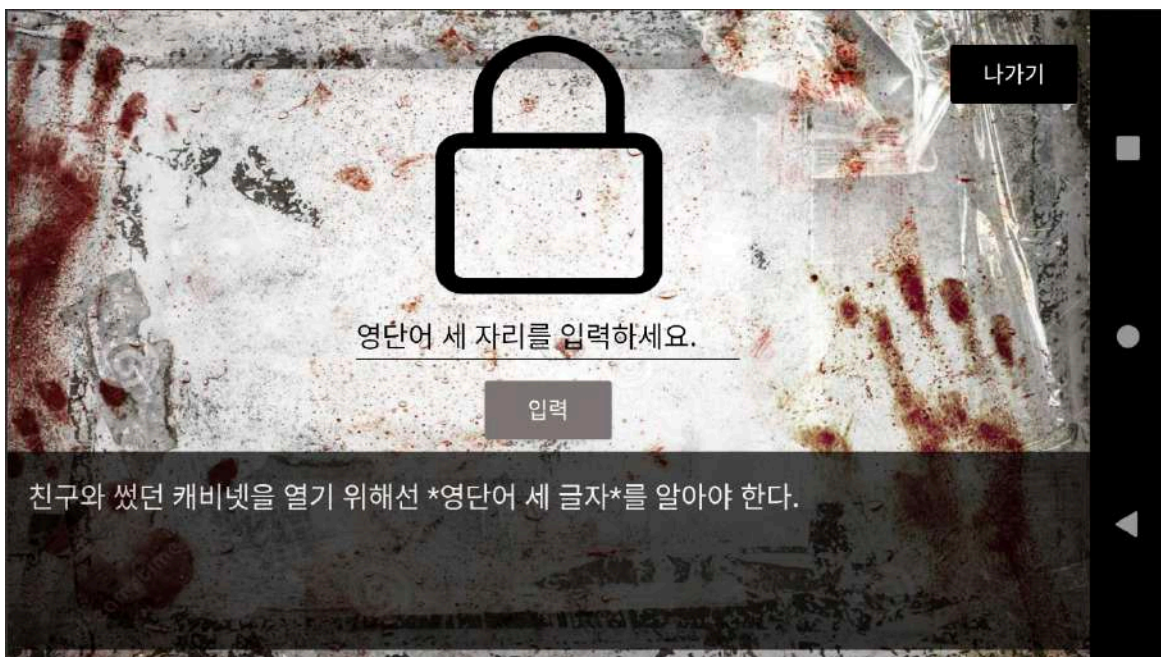 나가기
영단어 세 자리를 입력하세요.
입력
친구와 썼던 캐비넷을 열기 위해선 *영단어 세 글자*를 알아야 한다.